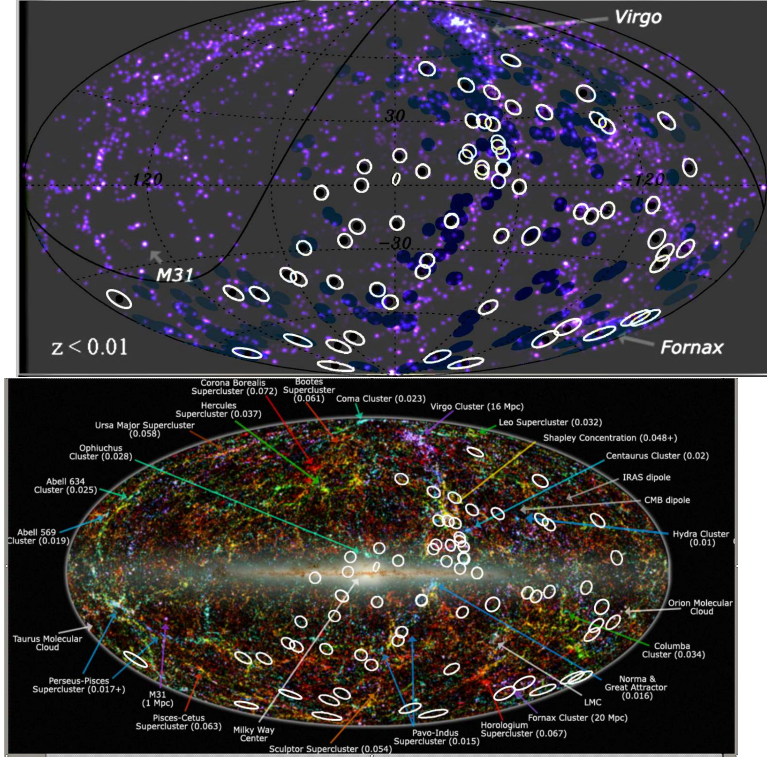 Virgo
30
120
0
-120
-30
M31
z < 0.01
Fornax
Corona Borealis
Supercluster (0.072)
Bootes
Supercluster
(0.061)
Coma Cluster (0.023)
Hercules
Supercluster
(0.037)
Virgo Cluster (16 Mpc)
Ursa Major Supercluster
(0.058)
Leo Supercluster (0.032)
Shapley Concentration (0.048+)
Ophiuchus
Cluster (0.028)
Centaurus Cluster (0.02)
Abell 634
Cluster (0.025)
IRAS dipole
CMB dipole
Abell 569
Cluster (0.019)
Hydra Cluster
(0.01)
Orion Molecular
Cloud
Taurus Molecular
Cloud
Columba
Cluster (0.034)
Perseus-Pisces
Supercluster (0.017+)
Norma &
Great Attractor
(0.016)
M31
(1 Mpc)
LMC
Pisces-Cetus
Supercluster
(0.063)
Fornax Cluster (20 Mpc)
Milky Way
Center
Horologium
Supercluster (0.067)
Pavo-Indus
Supercluster (0.015)
Sculptor Supercluster (0.054)